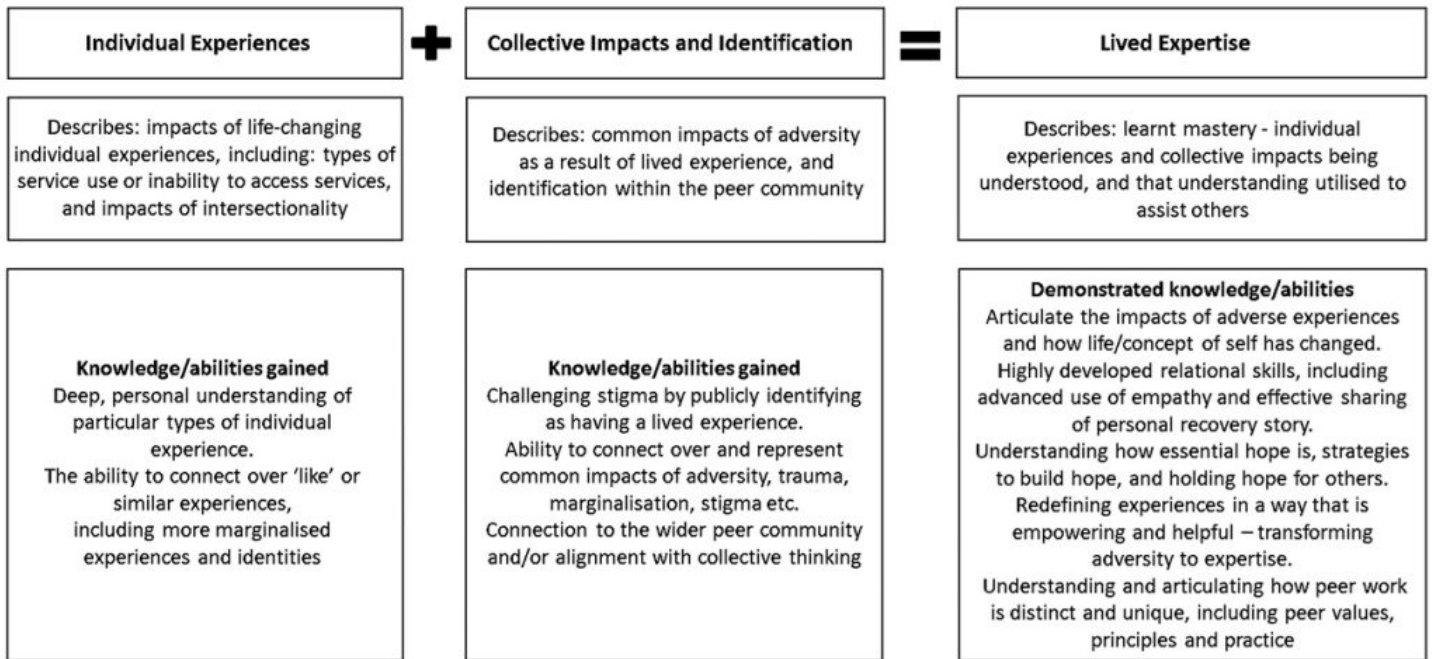 Individual Experiences
+
Collective Impacts and Identification
=
Lived Expertise
Describes: impacts of life-changing
individual experiences, including: types of
service use or inability to access services,
and impacts of intersectionality
Describes: common impacts of adversity
as a result of lived experience, and
identification within the peer community
Describes: learnt mastery - individual
experiences and collective impacts being
understood, and that understanding utilised to
assist others
Knowledge/abilities gained
Deep, personal understanding of
particular types of individual
experience.
The ability to connect over ‘like’ or
similar experiences,
including more marginalised
experiences and identities
Knowledge/abilities gained
Challenging stigma by publicly identifying
as having a lived experience.
Ability to connect over and represent
common impacts of adversity, trauma,
marginalisation, stigma etc.
Connection to the wider peer community
and/or alignment with collective thinking
Demonstrated knowledge/abilities
Articulate the impacts of adverse experiences
and how life/concept of self has changed.
Highly developed relational skills, including
advanced use of empathy and effective sharing
of personal recovery story.
Understanding how essential hope is, strategies
to build hope, and holding hope for others.
Redefining experiences in a way that is
empowering and helpful – transforming
adversity to expertise.
Understanding and articulating how peer work
is distinct and unique, including peer values,
principles and practice